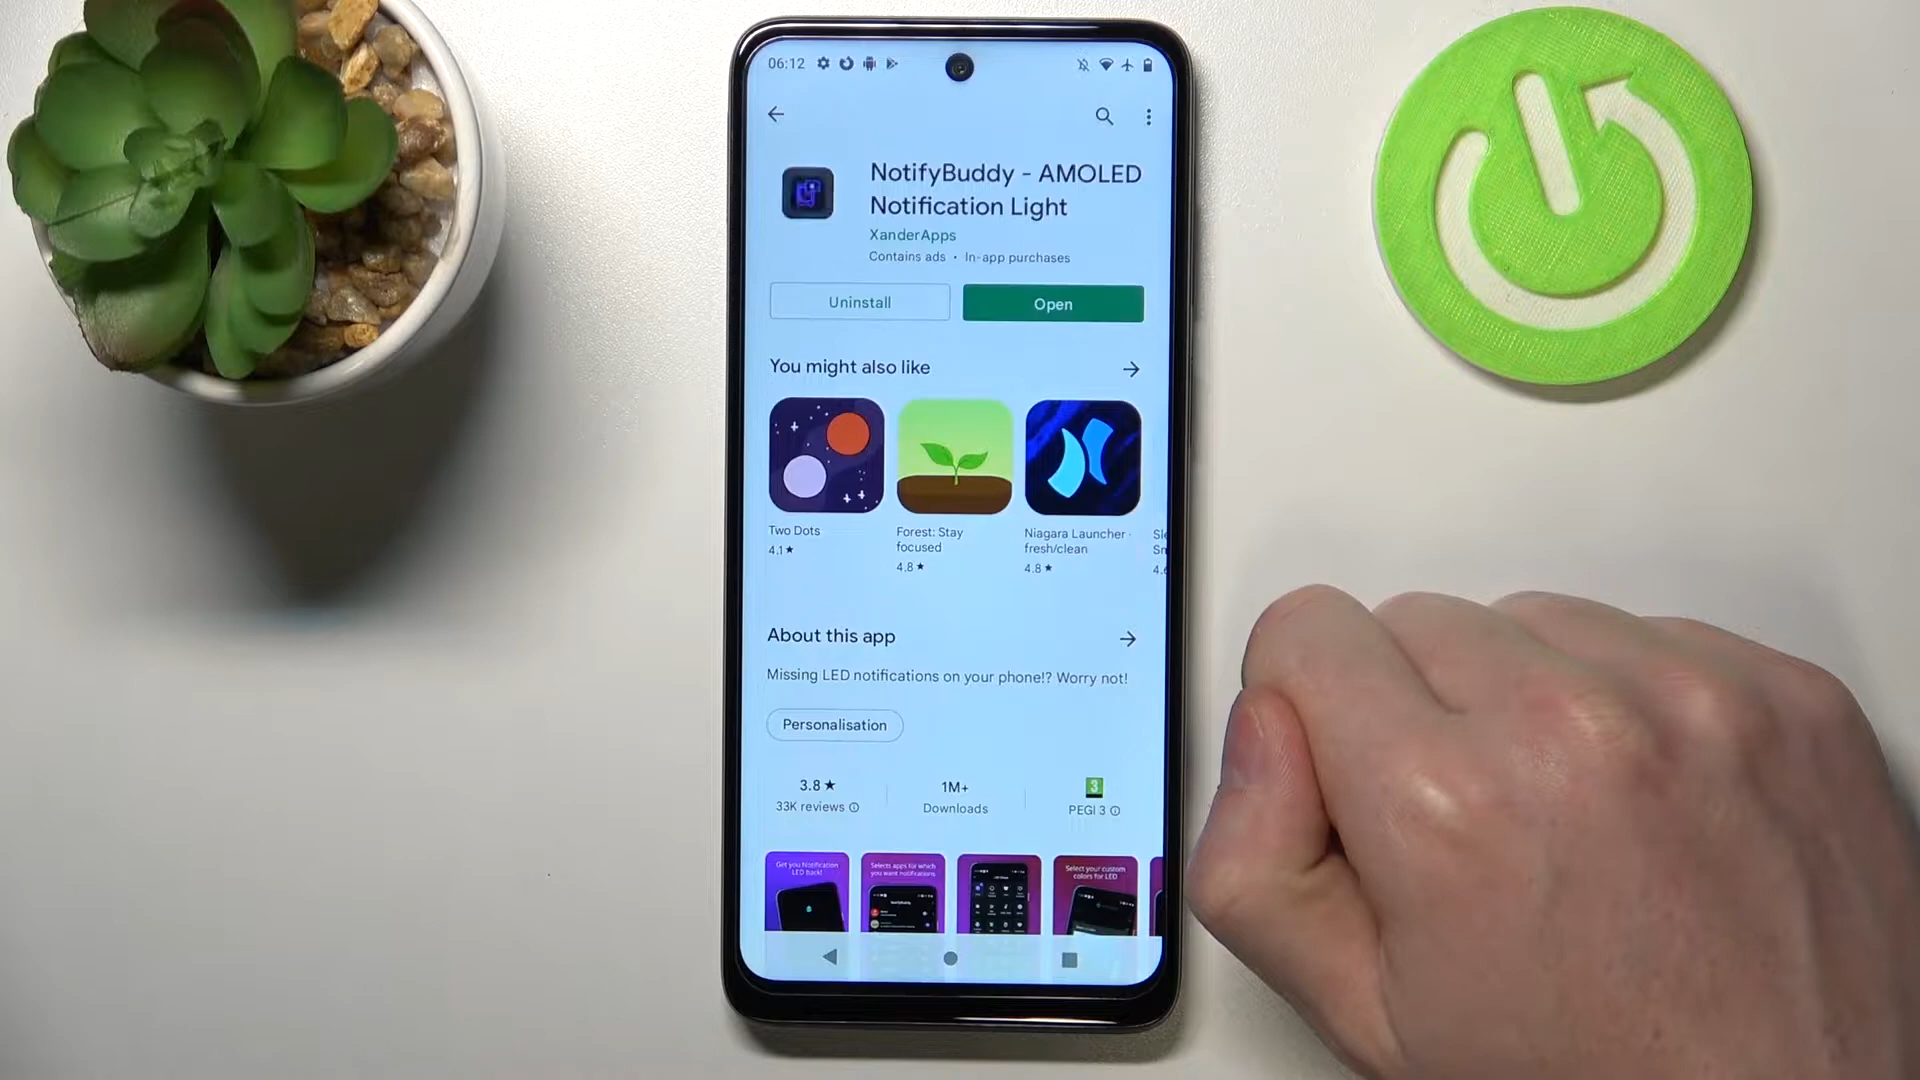 06:12
NotifyBuddy - AMOLED
Notification Light
XanderApps
Contains ads • In-app purchases
Uninstall
Open
You might also like
Two Dots
4.1★
Forest: Stay
focused
4.8★
Niagara Launcher ·
fresh/clean
4.8★
About this app
Missing LED notifications on your phone!? Worry not!
Personalisation
3.8★
33K reviews
1M+
Downloads
3
PEGI 3
Get you Notification
LED back!
Selects apps for which
you want notifications
Select your custom
colors for LED